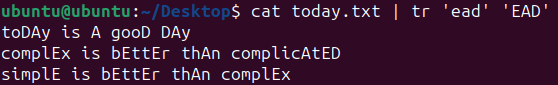 ubuntu@ubuntu:~/Desktop$ cat today.txt | tr 'ead' 'EAD'
toDAy is A gooD DAy
complEx is bEttEr thAn complicAtED
simplE is bEttEr thAn complEx